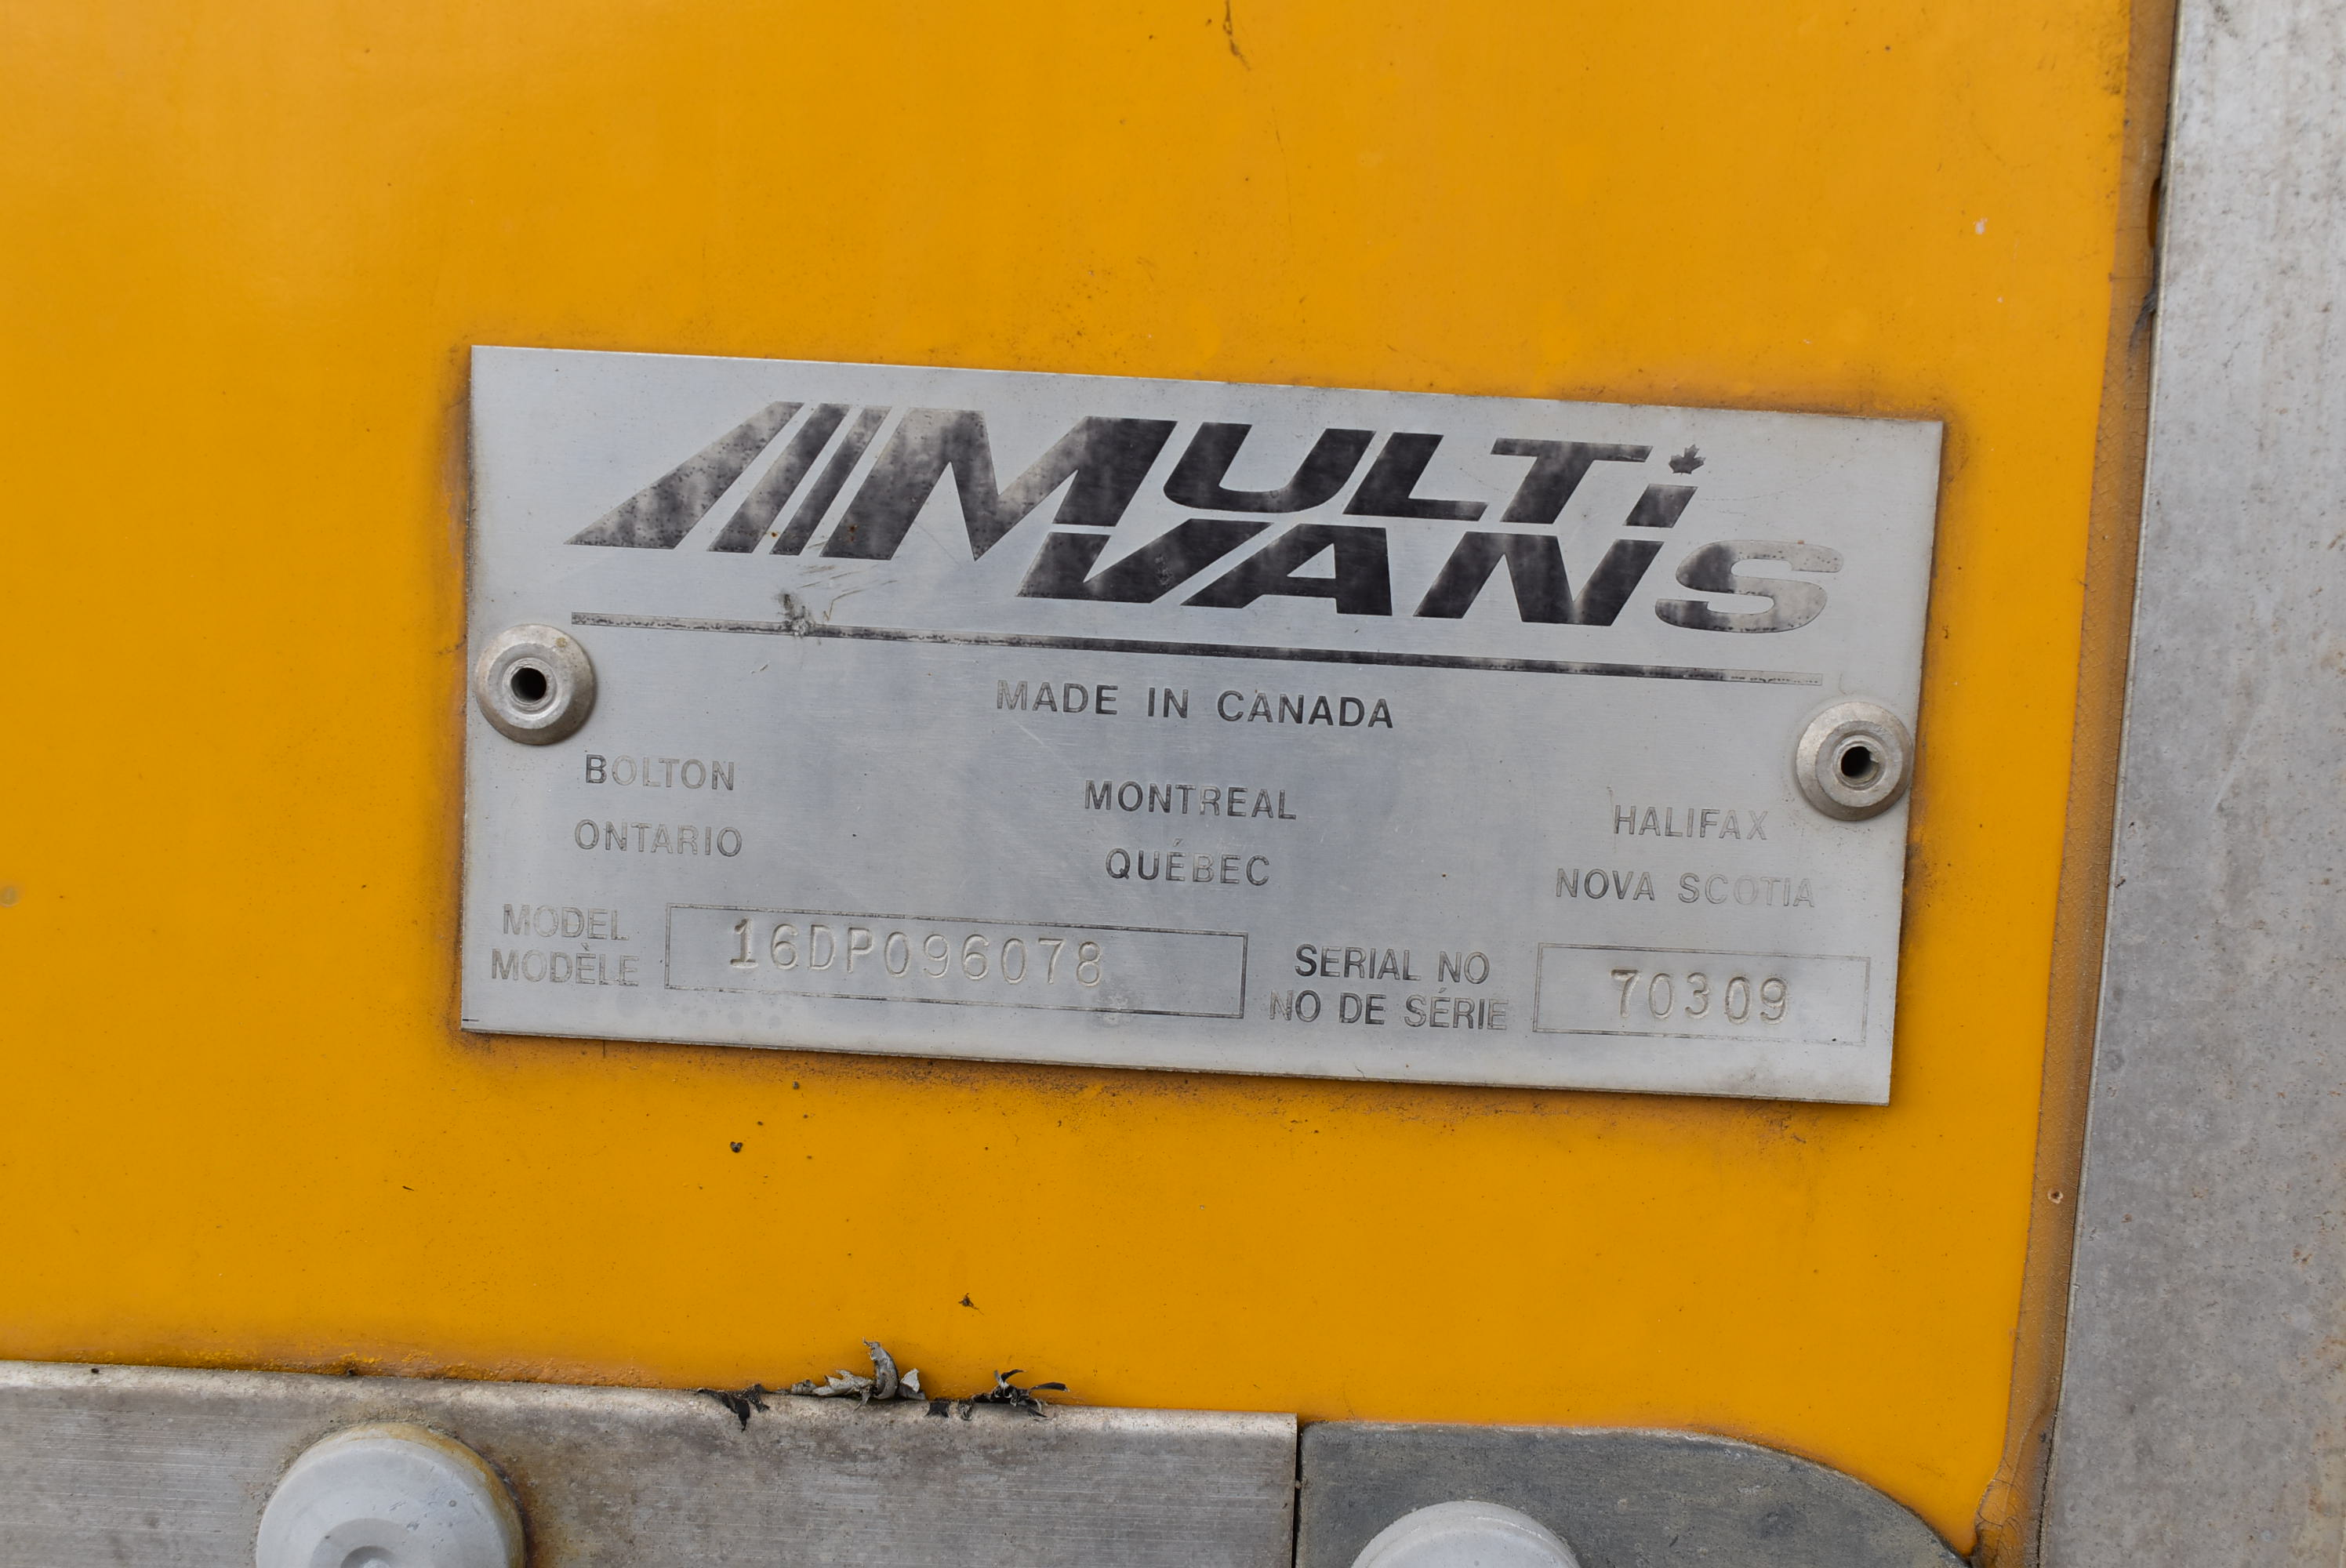 MULTi
VANS
MADE IN CANADA
BOLTON
ONTARIO
MONTREAL
QUÉBEC
HALIFAX
NOVA SCOTIA
MODEL
MODÈLE
16DP096078
SERIAL NO
NO DE SÉRIE
70309